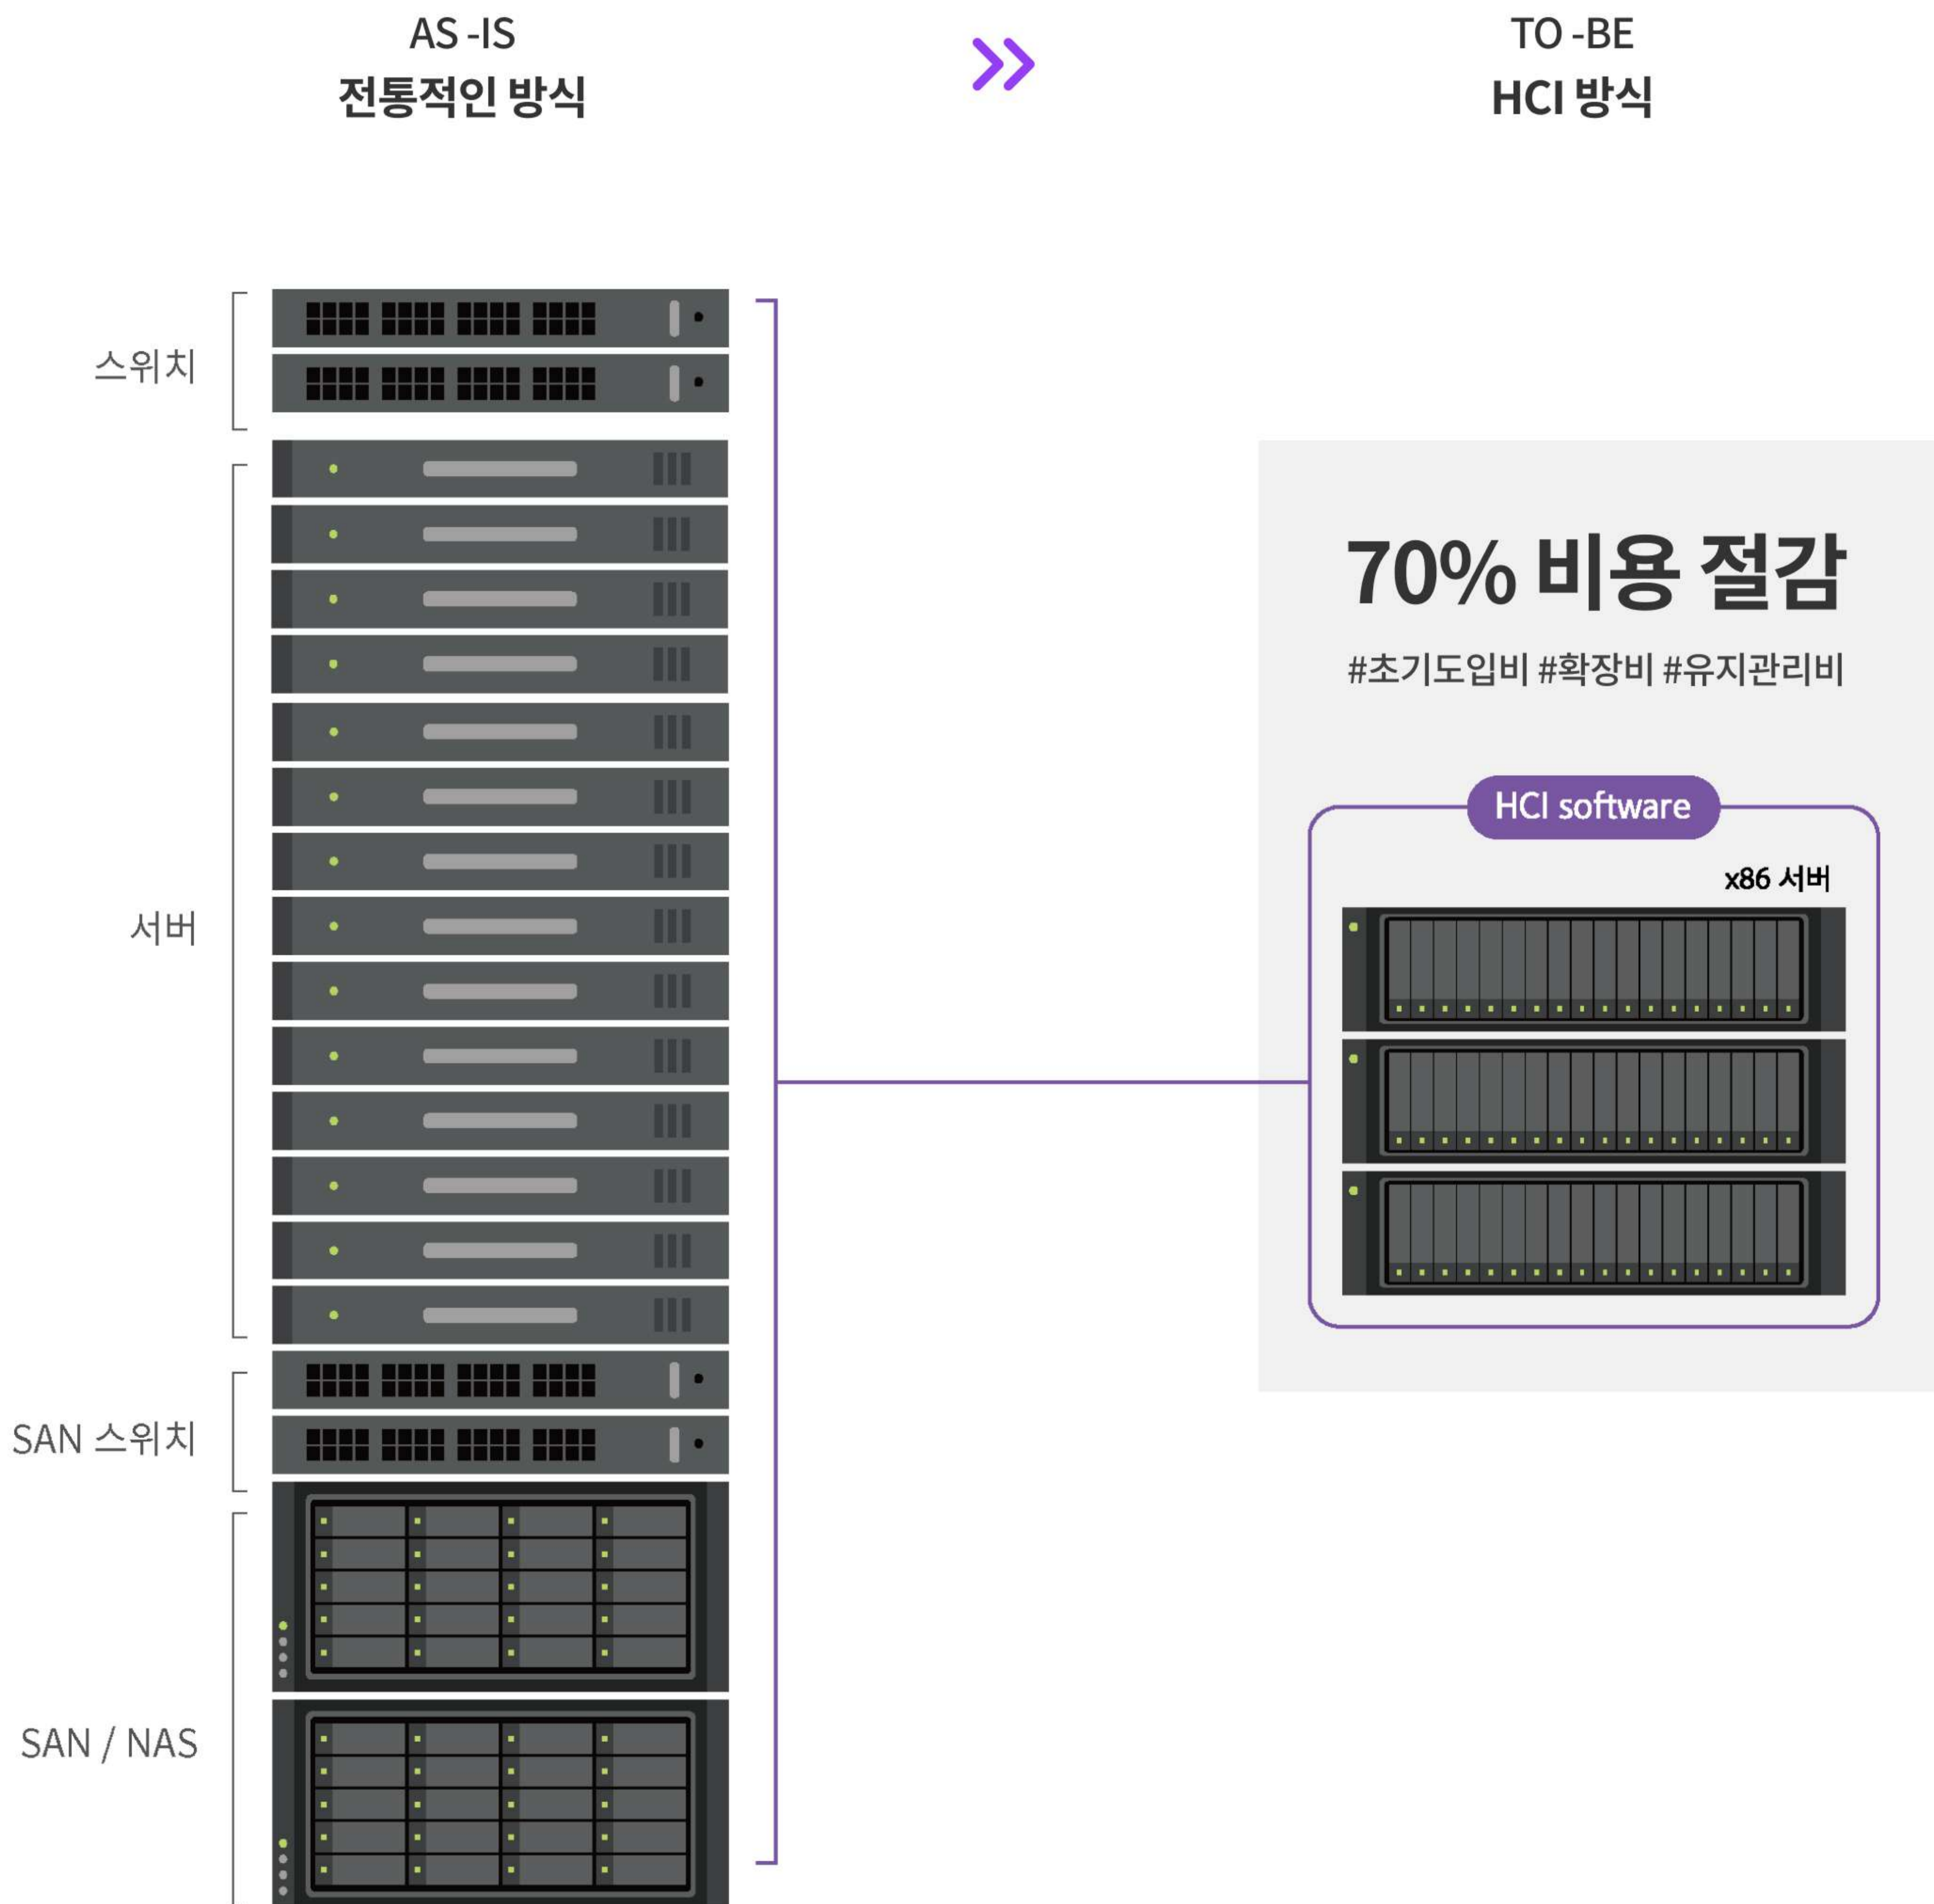 AS -IS
전통적인 방식
TO -BE
HCI 방식
스위치
서버
SAN 스위치
SAN / NAS
70% 비용 절감
#초기도입비 #확장비 #유지관리비
HCI software
x86 서버